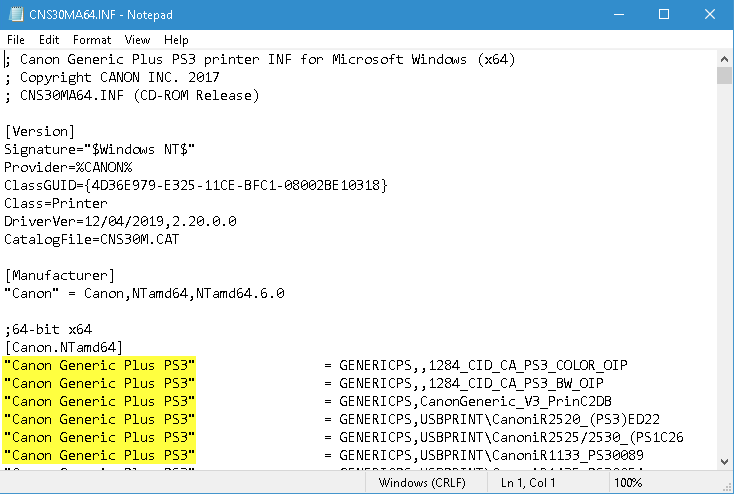 CNS30MA64.INF - Notepad
File Edit Format View Help
; Canon Generic Plus PS3 printer INF for Microsoft Windows (x64)
; Copyright CANON INC. 2017
; CNS30MA64.INF (CD-ROM Release)
[Version]
Signature="$Windows NT$"
Provider=%CANON%
ClassGUID={4D36E979-E325-11CE-BFC1-08002BE10318}
Class=Printer
DriverVer=12/04/2019,2.20.0.0
CatalogFile=CNS30M.CAT
[Manufacturer]
"Canon" = Canon,NTamd64,NTamd64.6.0
;64-bit x64
[Canon.NTamd64]
"Canon Generic Plus PS3" = GENERICPS,,1284_CID_CA_PS3_COLOR_OIP
"Canon Generic Plus PS3" = GENERICPS,,1284_CID_CA_PS3_BW_OIP
"Canon Generic Plus PS3" = GENERICPS,CanonGeneric_V3_PrinC2DB
"Canon Generic Plus PS3" = GENERICPS,USBPRINT\CanoniR2520_(PS3)ED22
"Canon Generic Plus PS3" = GENERICPS,USBPRINT\CanoniR2525/2530_(PS1C26
"Canon Generic Plus PS3" = GENERICPS,USBPRINT\CanoniR1133_PS30089
Windows (CRLF) Ln 1, Col 1 100%